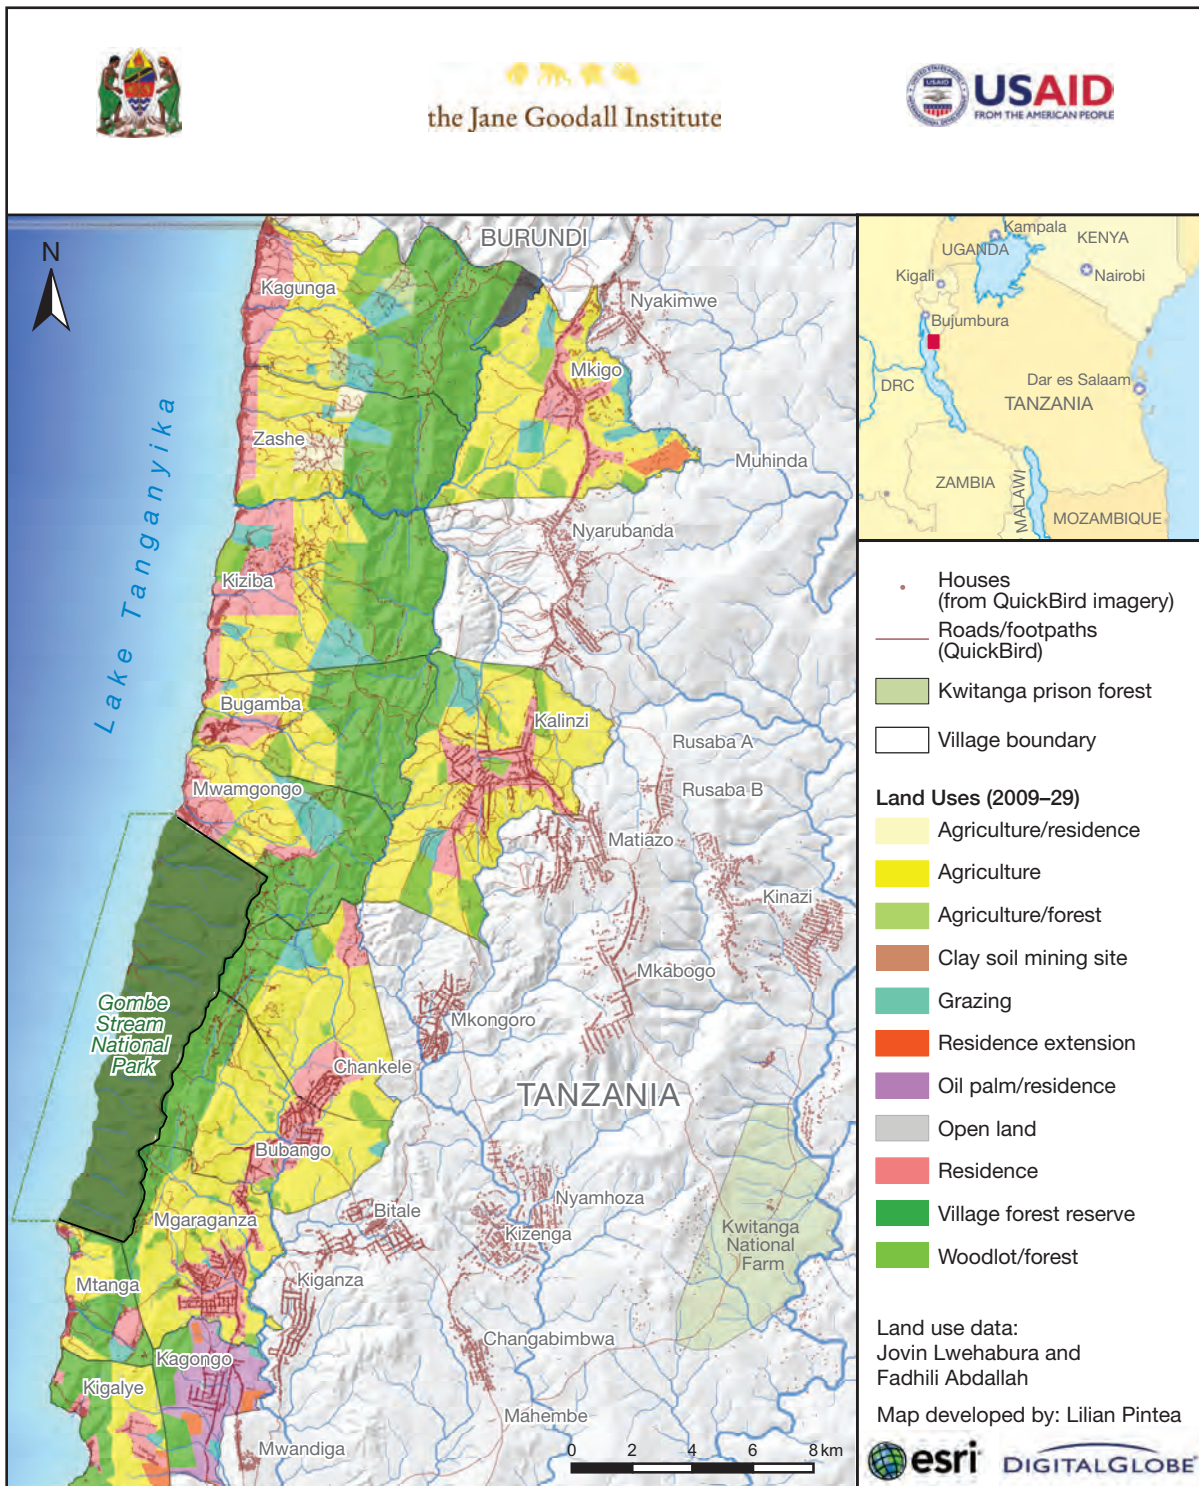 the Jane Goodall Institute
USAID
FROM THE AMERICAN PEOPLE
N
BURUNDI
Kagunga
Nyakimwe
Mkigo
Zashe
Muhinda
Lake Tanganyika
Nyarubanda
Kiziba
Bugamba
Kalinzi
Rusaba A
Mwamgongo
Rusaba B
Matiazo
Kinazi
Mkabogo
Gombe
Stream
National
Park
Mkongoro
Chankele
TANZANIA
Bubango
Nyamhoza
Mgaraganza
Bitale
Kizenga
Kwitanga
National
Farm
Mtanga
Kiganza
Changabimbwa
Kagongo
Kigalye
Mahembe
Mwandiga
0 2 4 6 8 km
Kampala
UGANDA
KENYA
Kigali
Nairobi
Bujumbura
DRC
Dar es Salaam
TANZANIA
ZAMBIA
MALAWI
MOZAMBIQUE
Houses
(from QuickBird imagery)
Roads/footpaths
(QuickBird)
Kwitanga prison forest
Village boundary
Land Uses (2009–29)
Agriculture/residence
Agriculture
Agriculture/forest
Clay soil mining site
Grazing
Residence extension
Oil palm/residence
Open land
Residence
Village forest reserve
Woodlot/forest
Land use data:
Jovin Lwehabura and
Fadhili Abdallah
Map developed by: Lilian Pintea
esri
DIGITALGLOBE